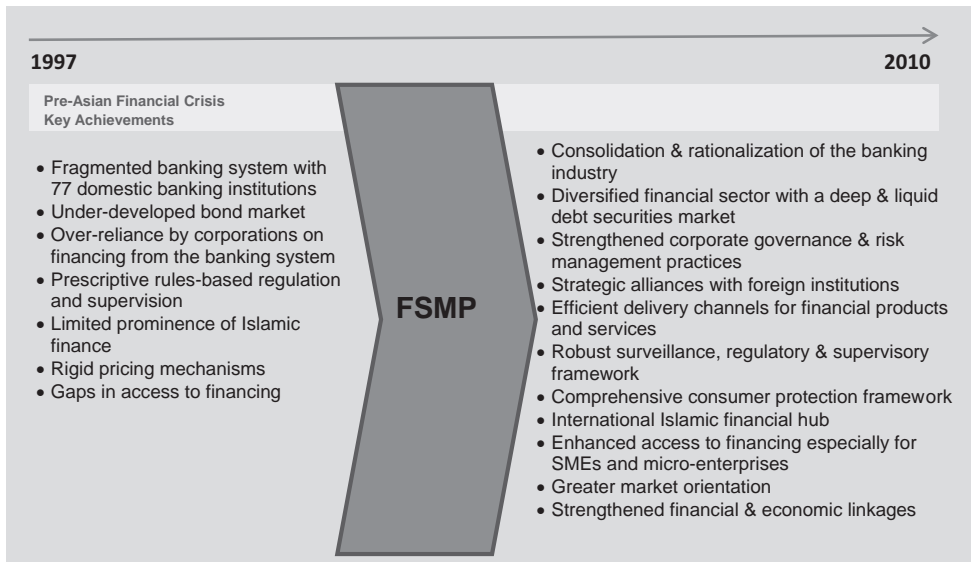 1997
2010
Pre-Asian Financial Crisis
Key Achievements
• Fragmented banking system with
77 domestic banking institutions
• Under-developed bond market
• Over-reliance by corporations on
financing from the banking system
• Prescriptive rules-based regulation
and supervision
• Limited prominence of Islamic
finance
• Rigid pricing mechanisms
• Gaps in access to financing
FSMP
• Consolidation & rationalization of the banking
industry
• Diversified financial sector with a deep & liquid
debt securities market
• Strengthened corporate governance & risk
management practices
• Strategic alliances with foreign institutions
• Efficient delivery channels for financial products
and services
• Robust surveillance, regulatory & supervisory
framework
• Comprehensive consumer protection framework
• International Islamic financial hub
• Enhanced access to financing especially for
SMEs and micro-enterprises
• Greater market orientation
• Strengthened financial & economic linkages